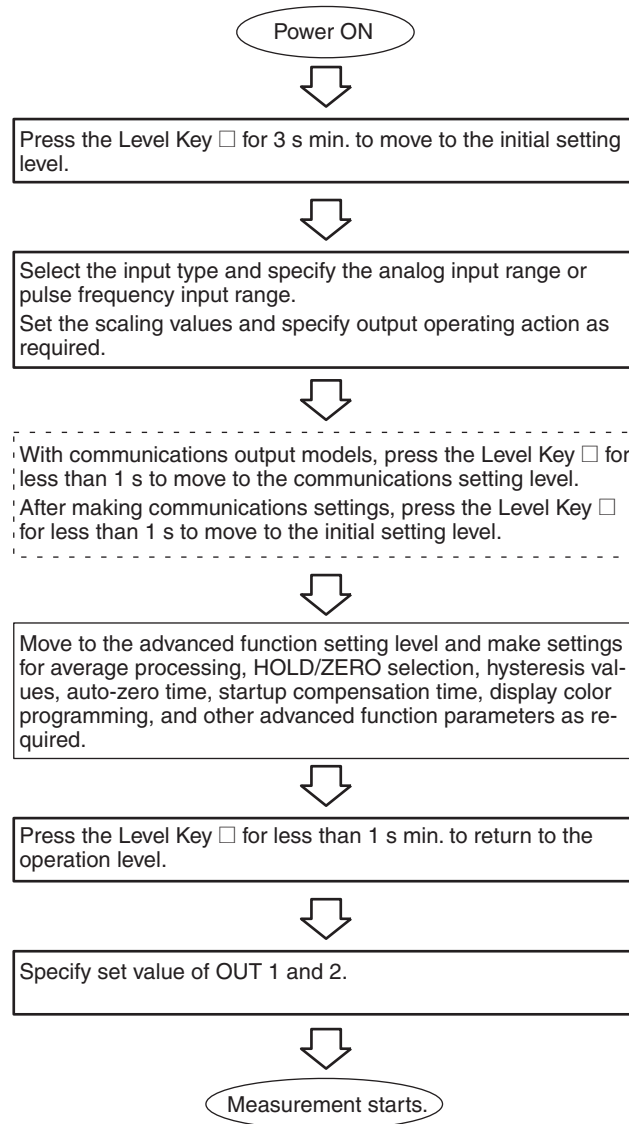 Power ON
Press the Level Key □ for 3 s min. to move to the initial setting
level.
Select the input type and specify the analog input range or
pulse frequency input range.
Set the scaling values and specify output operating action as
required.
With communications output models, press the Level Key □ for
less than 1 s to move to the communications setting level.
After making communications settings, press the Level Key □
for less than 1 s to move to the initial setting level.
Move to the advanced function setting level and make settings
for average processing, HOLD/ZERO selection, hysteresis val-
ues, auto-zero time, startup compensation time, display color
programming, and other advanced function parameters as re-
quired.
Press the Level Key □ for less than 1 s min. to return to the
operation level.
Specify set value of OUT 1 and 2.
Measurement starts.